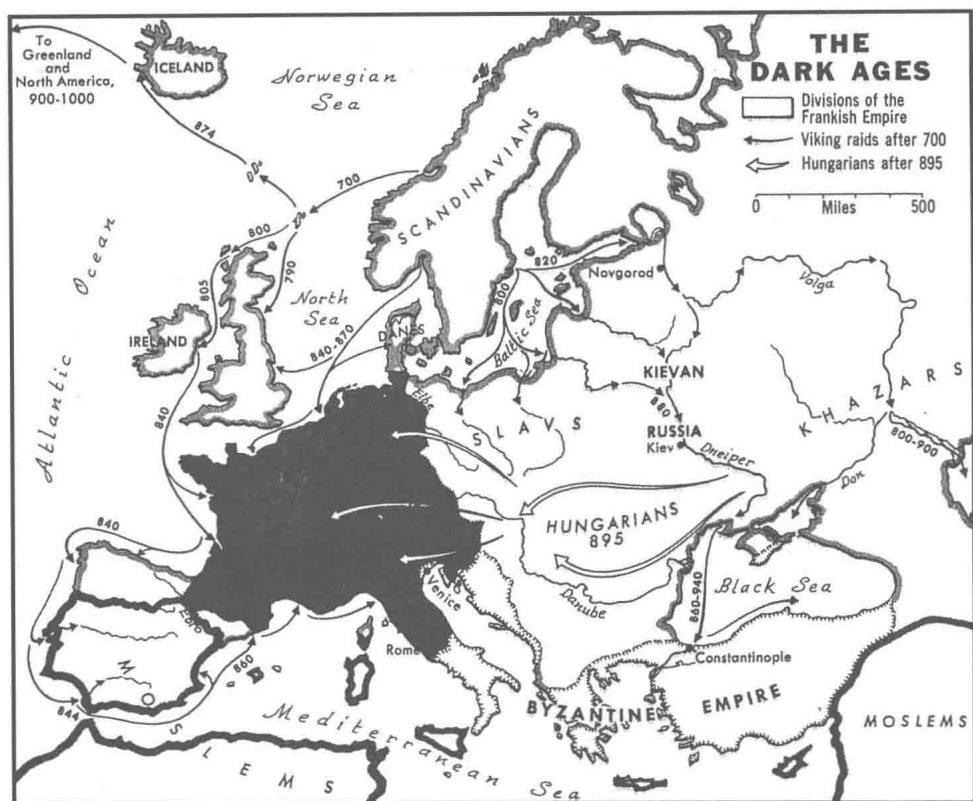 THE
DARK AGES
Divisions of the
Frankish Empire
Viking raids after 700
Hungarians after 895
0 Miles 500
To
Greenland
and
North America,
900-1000
ICELAND
Norwegian
Sea
874
700
SCANDINAVIANS
800
790
805
820
Novgorod
Volga
Atlantic Ocean
North
Sea
IRELAND
DANES
800
Baltic Sea
840-870
KIEVAN
KHAZARS
880
840
Elbe
SLAVS
RUSSIA
Kiev
Dneiper
800-900
Don
HUNGARIANS
895
840
Black Sea
860-940
Venice
Danube
Ebro
Rome
860
Constantinople
BYZANTINE
EMPIRE
MOSLEMS
844
Mediterranean Sea
M
SLEMS